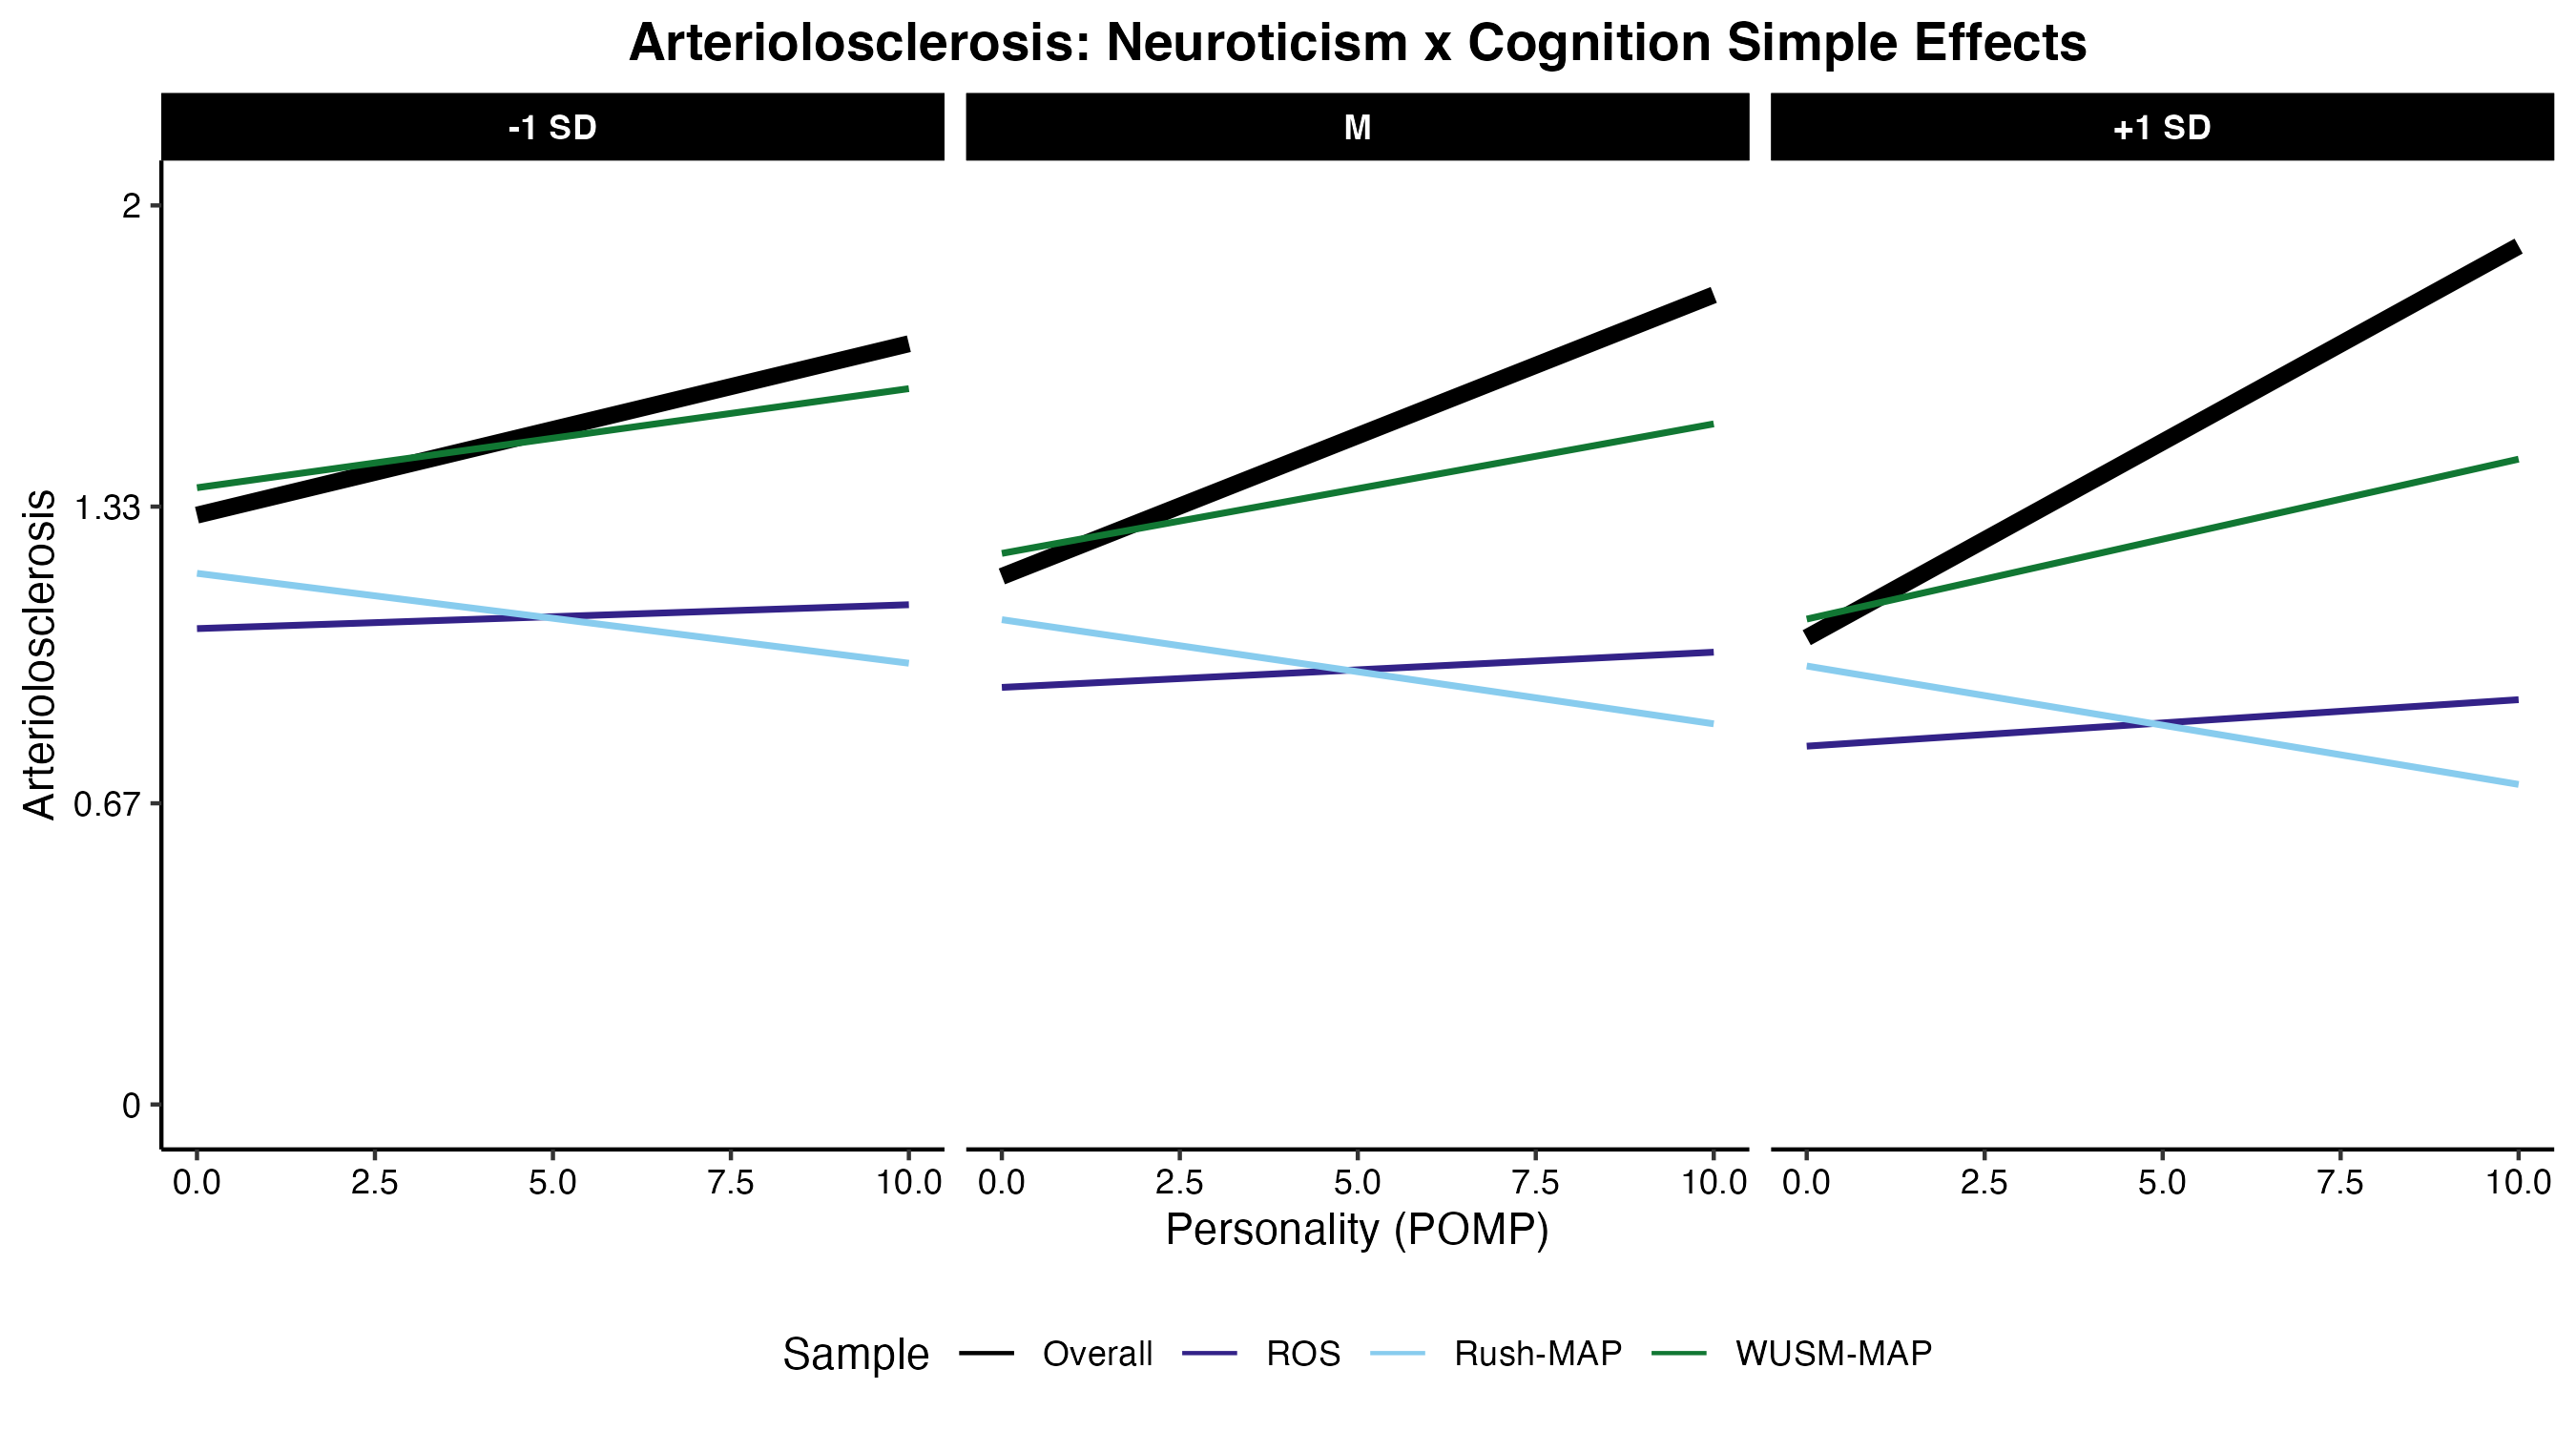 Arteriolosclerosis: Neuroticism x Cognition Simple Effects
-1 SD
M
+1 SD
Arteriolosclerosis
2
1.33
0.67
0
0.0 2.5 5.0 7.5 10.0
0.0 2.5 5.0 7.5 10.0
0.0 2.5 5.0 7.5 10.0
Personality (POMP)
Sample Overall ROS Rush-MAP WUSM-MAP